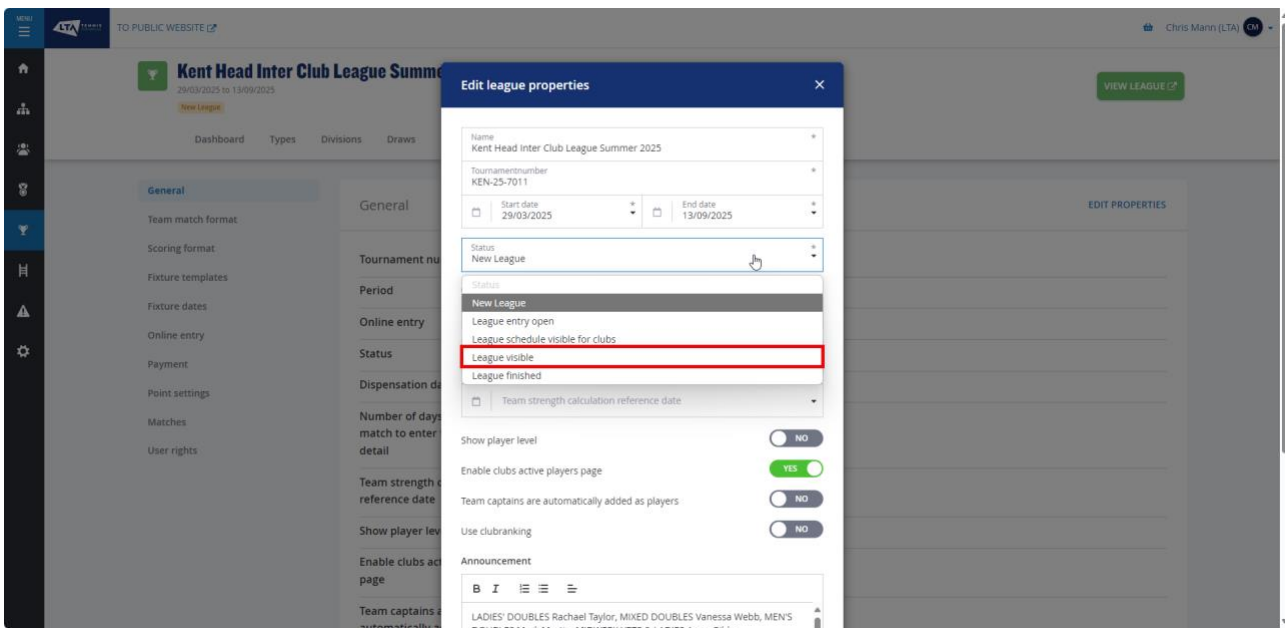 MENU
LTA TENNIS
TO PUBLIC WEBSITE
Chris Mann (LTA) CM
Kent Head Inter Club League Summe
29/03/2025 to 13/09/2025
New League
VIEW LEAGUE
Dashboard Types Divisions Draws
General
Team match format
Scoring format
Fixture templates
Fixture dates
Online entry
Payment
Point settings
Matches
User rights
General
EDIT PROPERTIES
Tournament nu
Period
Online entry
Status
Dispensation da
Number of days
match to enter
detail
Team strength c
reference date
Show player lev
Enable clubs act
page
Team captains a
automatically a
Edit league properties
Name *
Kent Head Inter Club League Summer 2025
Tournamentnumber *
KEN-25-7011
Start date *
29/03/2025
End date *
13/09/2025
Status *
New League
Status
New League
League entry open
League schedule visible for clubs
League visible
League finished
Team strength calculation reference date
Show player level NO
Enable clubs active players page YES
Team captains are automatically added as players NO
Use clubranking NO
Announcement
B I
LADIES' DOUBLES Rachael Taylor, MIXED DOUBLES Vanessa Webb, MEN'S